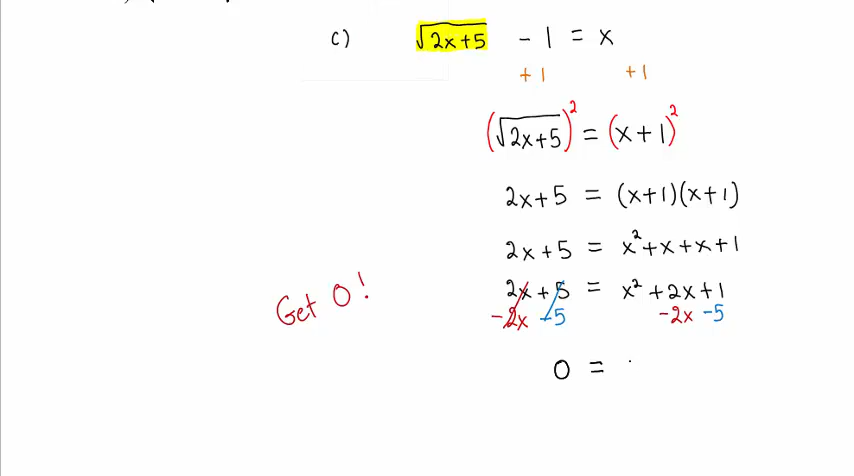 c) √(2x+5) - 1 = x
+1 +1
(√(2x+5))² = (x+1)²
2x+5 = (x+1)(x+1)
2x+5 = x²+x+x+1
2x+5 = x²+2x+1
Get 0! -2x -5 -2x -5
0 =